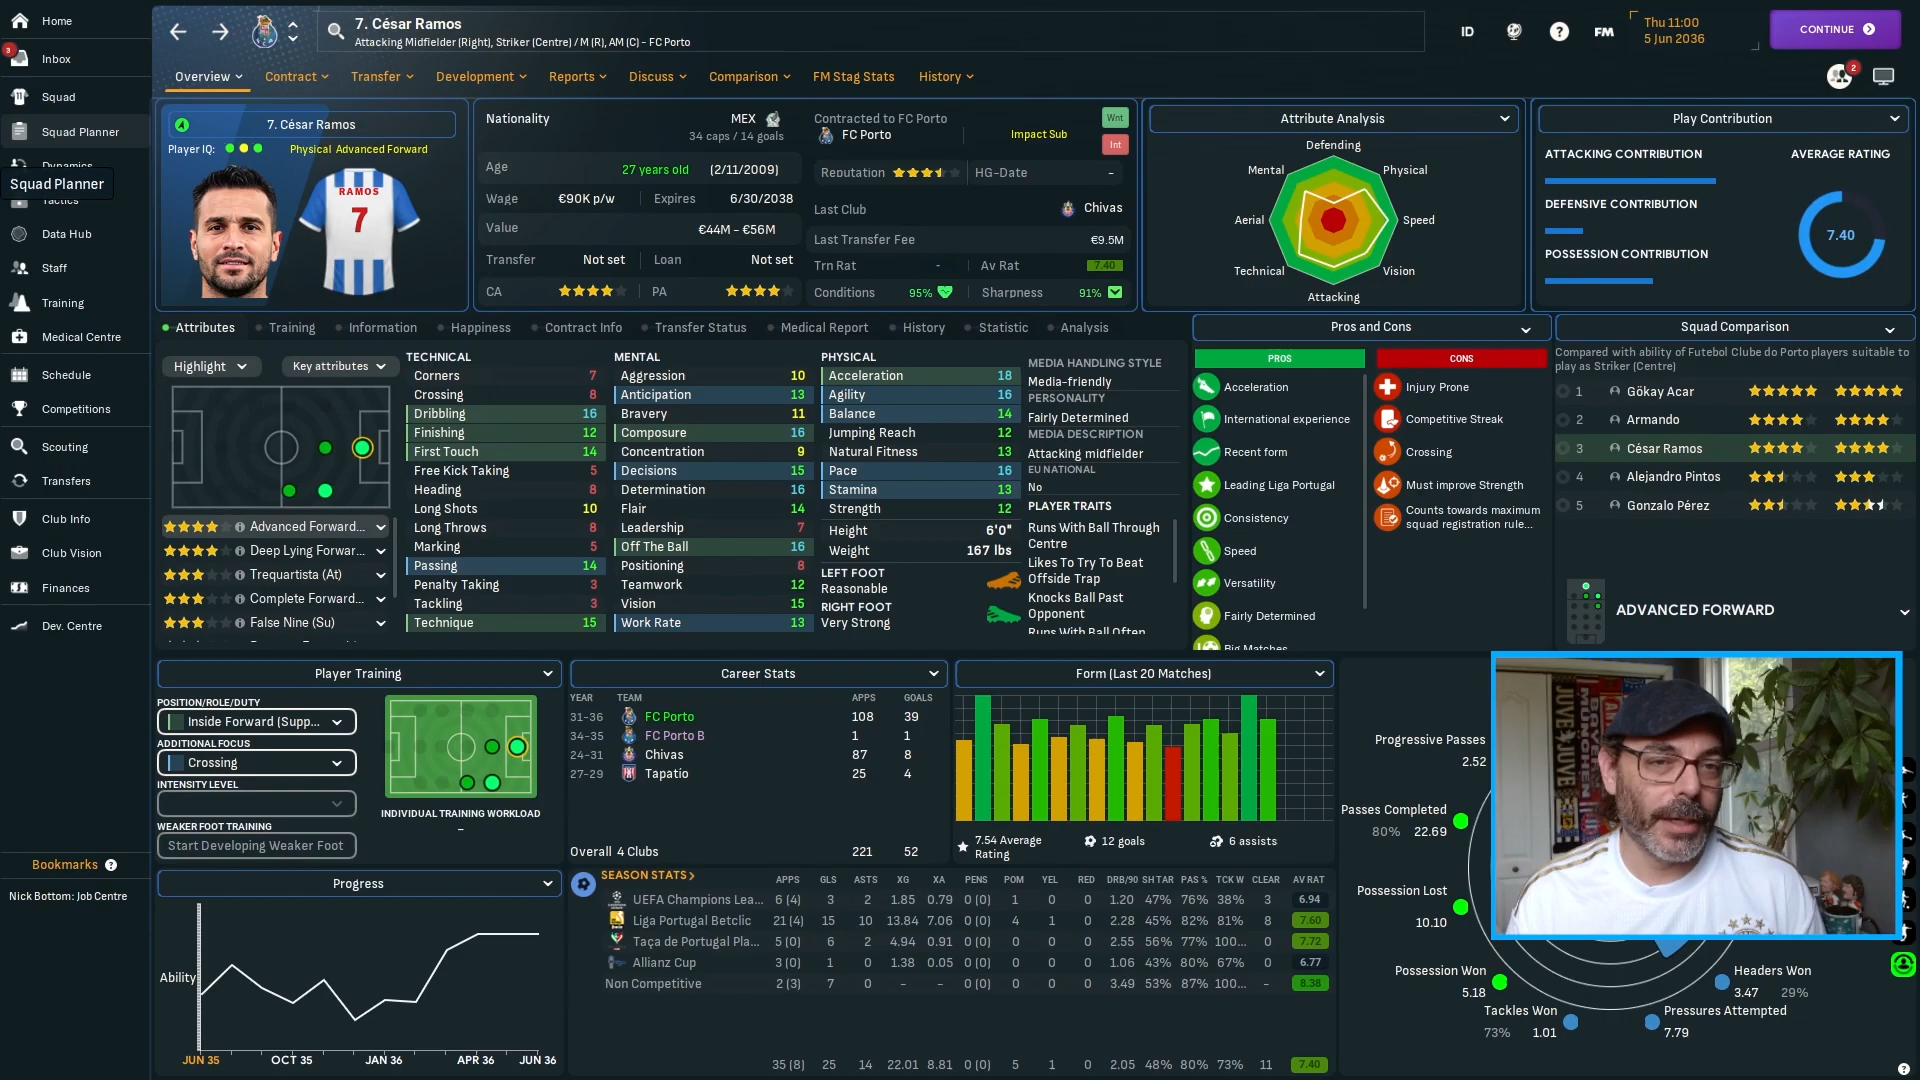 Home
3
Inbox
Squad
Squad Planner
Squad Planner
Data Hub
Staff
Training
Medical Centre
Schedule
Competitions
Scouting
Transfers
Club Info
Club Vision
Finances
Dev. Centre
Bookmarks ?
Nick Bottom: Job Centre
7. César Ramos
Attacking Midfielder (Right), Striker (Centre) / M (R), AM (C) - FC Porto
ID
?
FM
Thu 11:00
5 Jun 2036
CONTINUE
Overview
Contract
Transfer
Development
Reports
Discuss
Comparison
FM Stag Stats
History
2
7. César Ramos
Player IQ:
Physical Advanced Forward
RAMOS
7
Nationality
MEX
34 caps / 14 goals
Age
27 years old (2/11/2009)
Wage €90K p/w Expires 6/30/2038
Value €44M - €56M
Transfer Not set Loan Not set
CA PA
Contracted to FC Porto
FC Porto
Impact Sub
Wnt
Int
Reputation HG-Date -
Last Club Chivas
Last Transfer Fee €9.5M
Trn Rat - Av Rat 7.40
Conditions 95% Sharpness 91%
Attribute Analysis
Defending
Mental Physical
Aerial Speed
Technical Vision
Attacking
Play Contribution
ATTACKING CONTRIBUTION
DEFENSIVE CONTRIBUTION
POSSESSION CONTRIBUTION
AVERAGE RATING
7.40
Attributes
Training
Information
Happiness
Contract Info
Transfer Status
Medical Report
History
Statistic
Analysis
Highlight
Key attributes
Advanced Forward...
Deep Lying Forwar...
Trequartista (At)
Complete Forward...
False Nine (Su)
TECHNICAL
Corners 7
Crossing 8
Dribbling 16
Finishing 12
First Touch 14
Free Kick Taking 5
Heading 8
Long Shots 10
Long Throws 8
Marking 5
Passing 14
Penalty Taking 3
Tackling 3
Technique 15
MENTAL
Aggression 10
Anticipation 13
Bravery 11
Composure 16
Concentration 9
Decisions 15
Determination 16
Flair 14
Leadership 7
Off The Ball 16
Positioning 8
Teamwork 12
Vision 15
Work Rate 13
PHYSICAL
Acceleration 18
Agility 16
Balance 14
Jumping Reach 12
Natural Fitness 13
Pace 16
Stamina 13
Strength 12
Height 6'0"
Weight 167 lbs
LEFT FOOT
Reasonable
RIGHT FOOT
Very Strong
MEDIA HANDLING STYLE
Media-friendly
PERSONALITY
Fairly Determined
MEDIA DESCRIPTION
Attacking midfielder
EU NATIONAL
No
PLAYER TRAITS
Runs With Ball Through
Centre
Likes To Try To Beat
Offside Trap
Knocks Ball Past
Opponent
Runs With Ball Often
Pros and Cons
PROS
Acceleration
International experience
Recent form
Leading Liga Portugal
Consistency
Speed
Versatility
Fairly Determined
Big Matches
CONS
Injury Prone
Competitive Streak
Crossing
Must improve Strength
Counts towards maximum
squad registration rule...
Squad Comparison
Compared with ability of Futebol Clube do Porto players suitable to
play as Striker (Centre)
1 Gökay Acar
2 Armando
3 César Ramos
4 Alejandro Pintos
5 Gonzalo Pérez
ADVANCED FORWARD
Player Training
POSITION/ROLE/DUTY
Inside Forward (Supp...
ADDITIONAL FOCUS
Crossing
INTENSITY LEVEL
WEAKER FOOT TRAINING
Start Developing Weaker Foot
INDIVIDUAL TRAINING WORKLOAD
-
Career Stats
YEAR TEAM APPS GOALS
31-36 FC Porto 108 39
34-35 FC Porto B 1 1
24-31 Chivas 87 8
27-29 Tapatío 25 4
Overall 4 Clubs 221 52
Form (Last 20 Matches)
7.54 Average
Rating
12 goals
6 assists
Progress
Ability
JUN 35 OCT 35 JAN 36 APR 36 JUN 36
SEASON STATS > APPS GLS ASTS XG XA PENS POM YEL RED DRB/90 SH TAR PAS % TCK W CLEAR AV RAT
UEFA Champions Lea... 6 (4) 3 2 1.85 0.79 0 (0) 1 0 0 1.20 47% 76% 38% 3 6.94
Liga Portugal Betclic 21 (4) 15 10 13.84 7.06 0 (0) 4 1 0 2.28 45% 82% 81% 8 7.60
Taça de Portugal Pla... 5 (0) 6 2 4.94 0.91 0 (0) 0 0 0 2.55 56% 77% 100... 0 7.72
Allianz Cup 3 (0) 1 0 1.38 0.05 0 (0) 0 0 0 1.06 43% 80% 67% 0 6.77
Non Competitive 2 (3) 7 0 - - 0 (0) 0 0 0 3.49 53% 87% 100... - 8.38
35 (8) 25 14 22.01 8.81 5 1 0 2.05 48% 80% 73% 11 7.40
Progressive Passes
2.52
Passes Completed
80% 22.69
Possession Lost
10.10
Possession Won
5.18
Tackles Won
73% 1.01
Headers Won
3.47 29%
Pressures Attempted
7.79
JUVE
JUVE
BAYERN
?